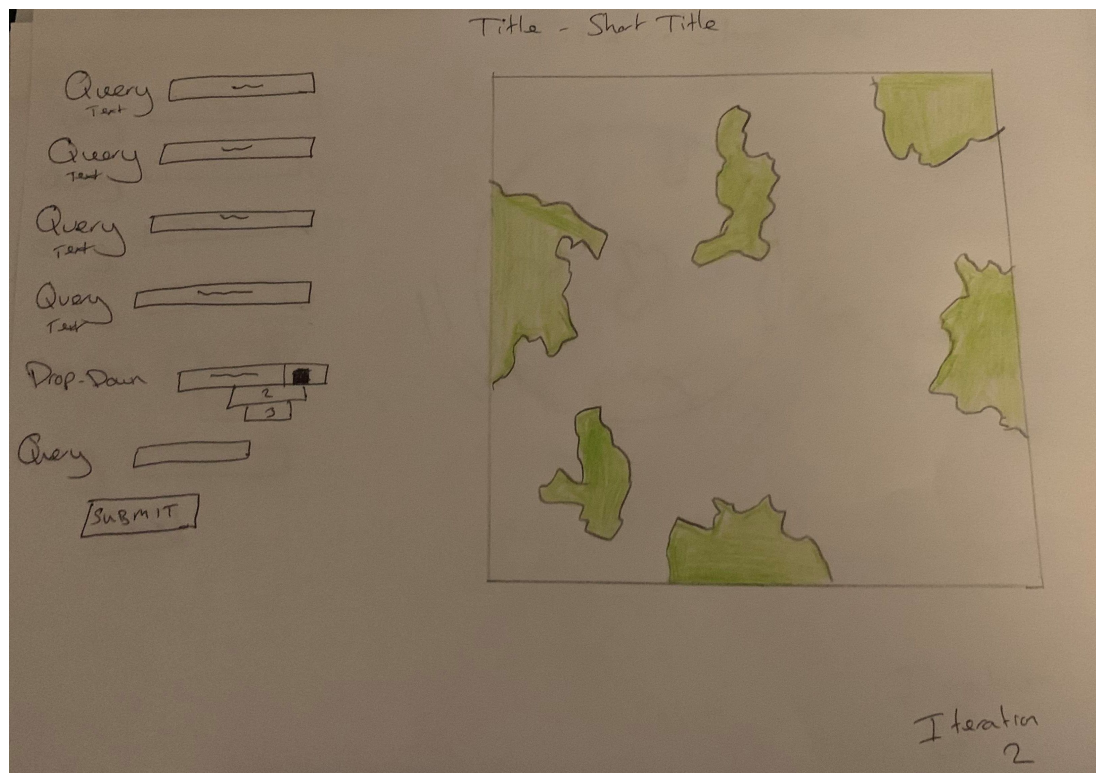 Title - Short Title
Query
Text
Query
Text
Query
Text
Query
Text
Drop-Down
2
3
Query
SUBMIT
Iteration
2